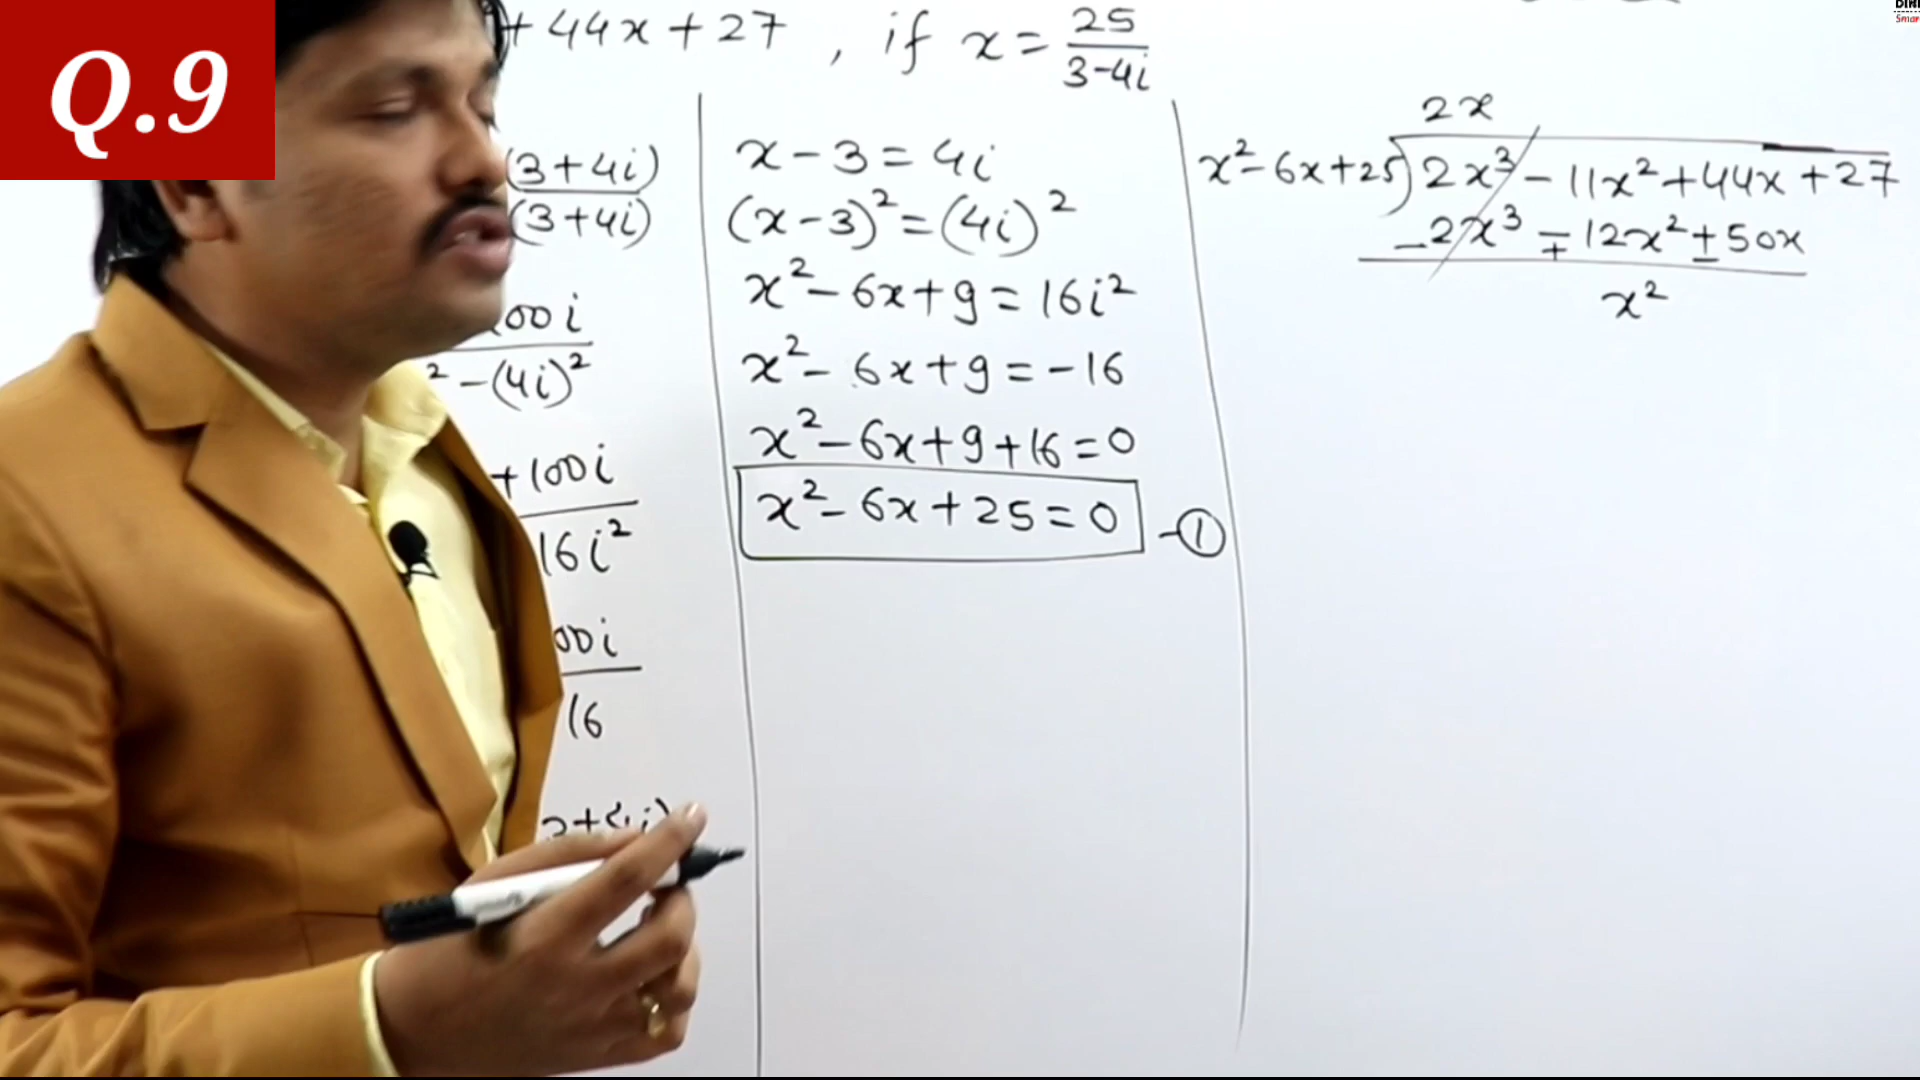 Q.9
+ 44x + 27 , if x = 25
3-4i
(3+4i)
(3+4i)
00i
² -(4i)²
+100i
16i²
00i
16
x - 3 = 4i
(x-3)² = (4i)²
x² - 6x + 9 = 16i²
x² - 6x + 9 = -16
x² - 6x + 9 + 16 = 0
x² - 6x + 25 = 0 -①
2x
x²-6x+25) 2x³ - 11x² + 44x + 27
-2x³ ∓ 12x² ± 50x
x²
Smar